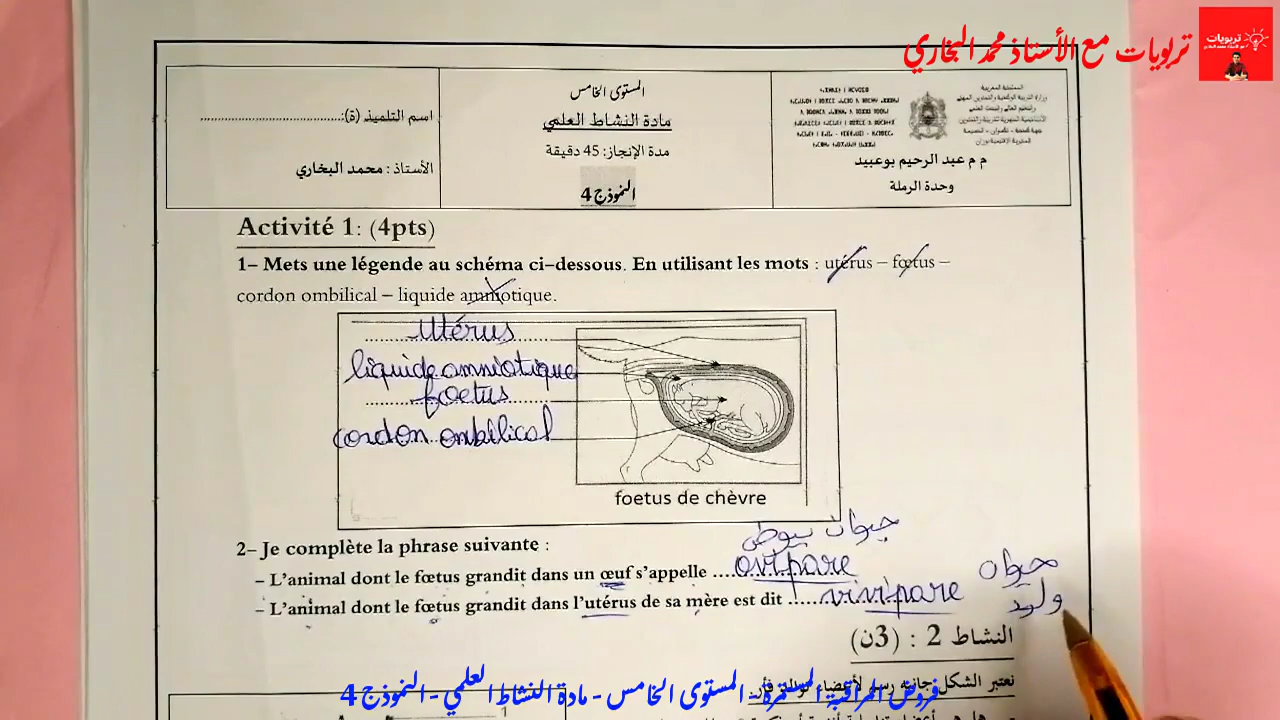 تربويات مع الأستاذ محمد البخاري
تربويات
المملكة المغربية
م م عبد الرحيم بوعبيد
وحدة الرملة
المستوى الخامس
مادة النشاط العلمي
مدة الإنجاز: 45 دقيقة
النموذج 4
اسم التلميذ (ة):
الأستاذ : محمد البخاري
Activité 1: (4pts)
1– Mets une légende au schéma ci-dessous. En utilisant les mots : utérus – fœtus –
cordon ombilical – liquide amniotique.
utérus
liquide amniotique
foetus
cordon ombilical
foetus de chèvre
2– Je complète la phrase suivante :
حيوان بيوض
– L'animal dont le fœtus grandit dans un œuf s'appelle ....ovipare
– L'animal dont le fœtus grandit dans l'utérus de sa mère est dit ......vivipare
حيوان
ولود
النشاط 2 : (3ن)
فروض المراقبة المستمرة - المستوى الخامس - مادة النشاط العلمي - النموذج 4